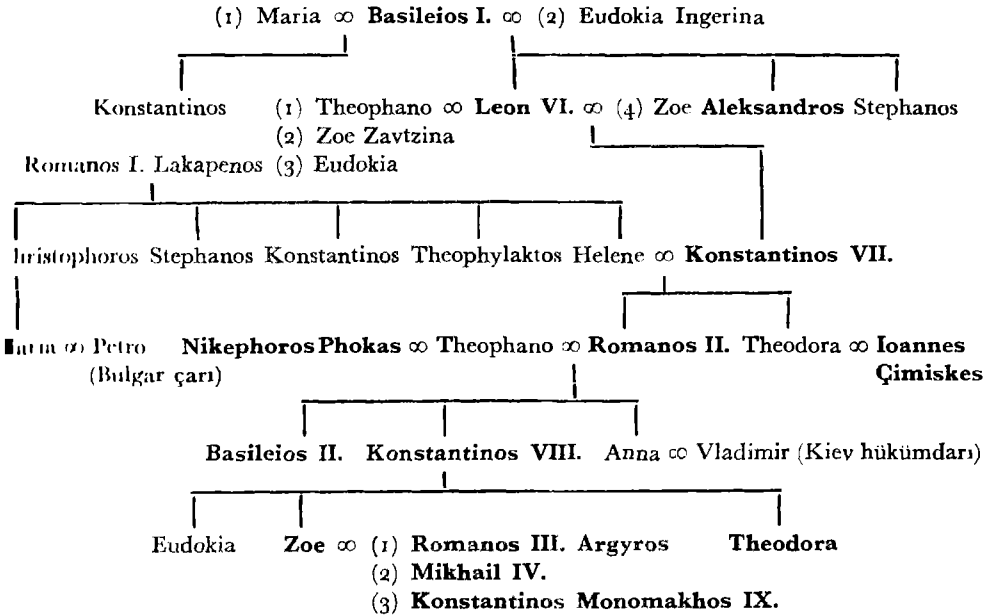 (1) Maria ∞ Basileios I. ∞ (2) Eudokia Ingerina
Konstantinos (1) Theophano ∞ Leon VI. ∞ (4) Zoe Aleksandros Stephanos
(2) Zoe Zavtzina
Romanos I. Lakapenos (3) Eudokia
hristophoros Stephanos Konstantinos Theophylaktos Helene ∞ Konstantinos VII.
Maria ∞ Petro Nikephoros Phokas ∞ Theophano ∞ Romanos II. Theodora ∞ Ioannes
(Bulgar çarı) Çimiskes
Basileios II. Konstantinos VIII. Anna ∞ Vladimir (Kiev hükümdarı)
Eudokia Zoe ∞ (1) Romanos III. Argyros Theodora
(2) Mikhail IV.
(3) Konstantinos Monomakhos IX.